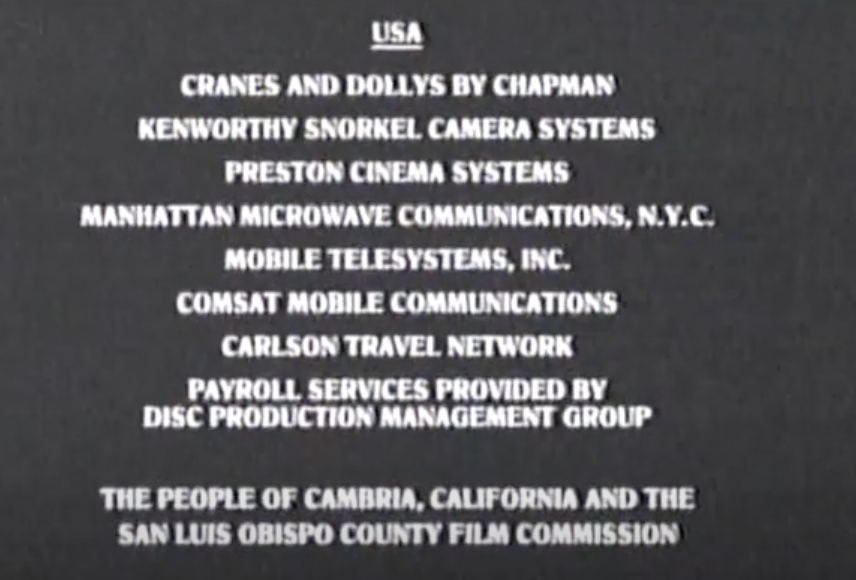 USA
CRANES AND DOLLYS BY CHAPMAN
KENWORTHY SNORKEL CAMERA SYSTEMS
PRESTON CINEMA SYSTEMS
MANHATTAN MICROWAVE COMMUNICATIONS, N.Y.C.
MOBILE TELESYSTEMS, INC.
COMSAT MOBILE COMMUNICATIONS
CARLSON TRAVEL NETWORK
PAYROLL SERVICES PROVIDED BY
DISC PRODUCTION MANAGEMENT GROUP
THE PEOPLE OF CAMBRIA, CALIFORNIA AND THE
SAN LUIS OBISPO COUNTY FILM COMMISSION